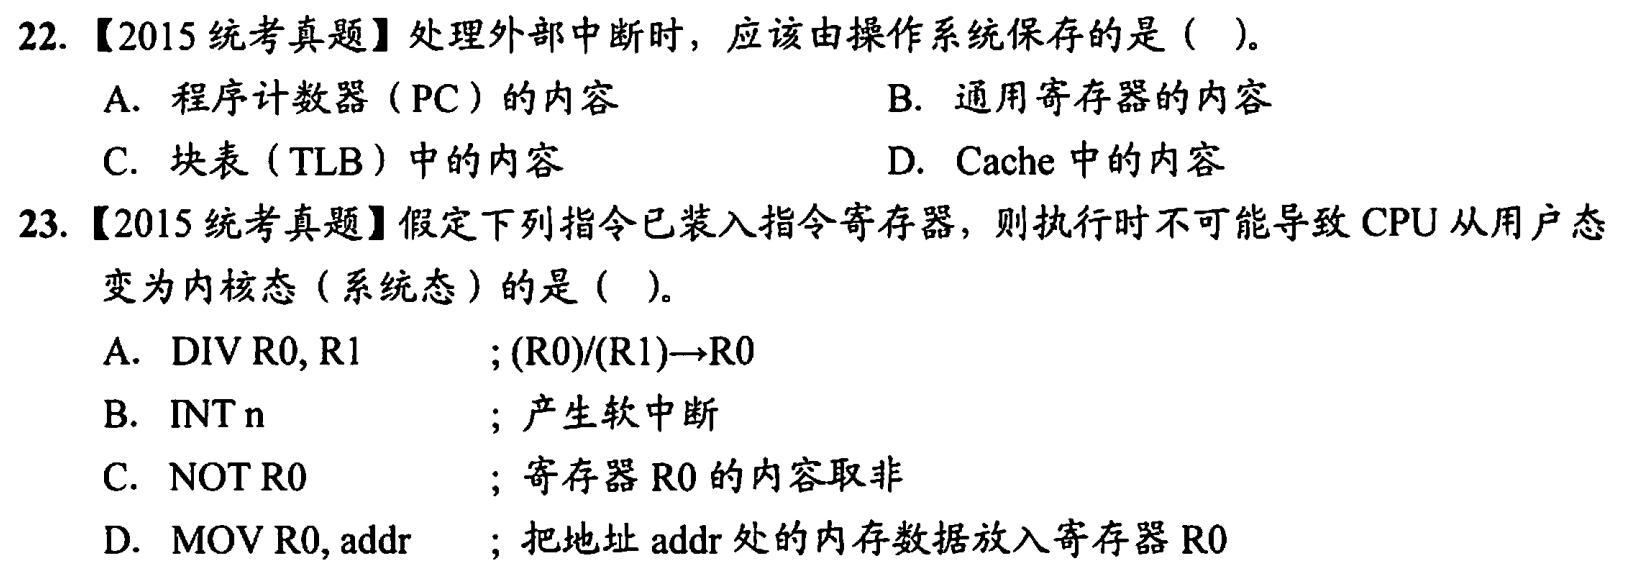 22.【2015 统考真题】处理外部中断时，应该由操作系统保存的是（ ）。
A. 程序计数器（PC）的内容 B. 通用寄存器的内容
C. 块表（TLB）中的内容 D. Cache 中的内容
23.【2015 统考真题】假定下列指令已装入指令寄存器，则执行时不可能导致 CPU 从用户态
变为内核态（系统态）的是（ ）。
A. DIV R0, R1 ; (R0)/(R1)→R0
B. INT n ; 产生软中断
C. NOT R0 ; 寄存器 R0 的内容取非
D. MOV R0, addr ; 把地址 addr 处的内存数据放入寄存器 R0